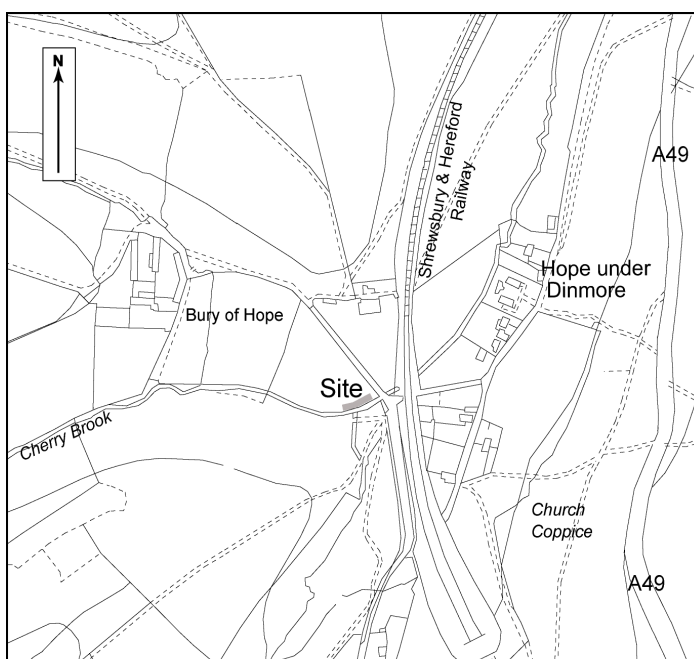 N
A49
Shrewsbury & Hereford
Railway
Hope under
Dinmore
Bury of Hope
Site
Cherry Brook
Church
Coppice
A49